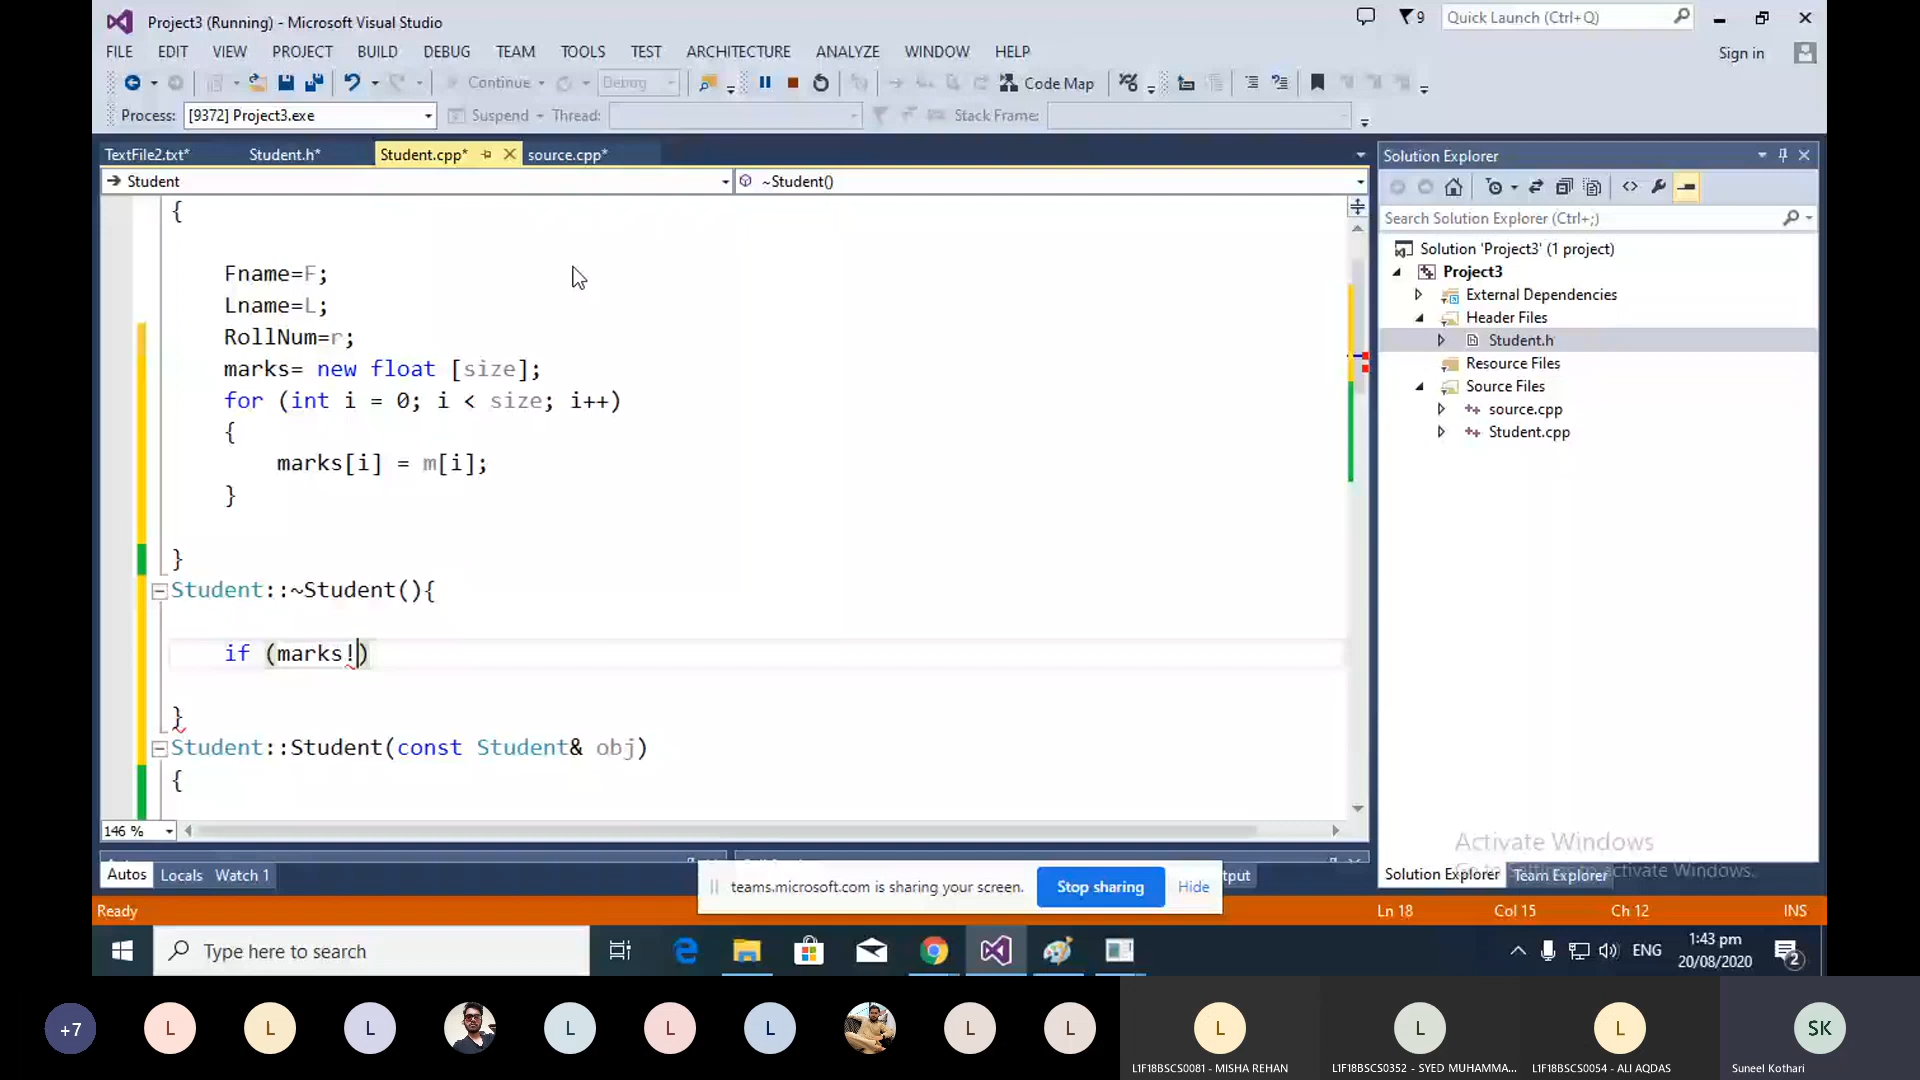 Project3 (Running) - Microsoft Visual Studio
9
Quick Launch (Ctrl+Q)
FILE EDIT VIEW PROJECT BUILD DEBUG TEAM TOOLS TEST ARCHITECTURE ANALYZE WINDOW HELP
Sign in
Continue Debug Code Map
Process: [9372] Project3.exe Suspend Thread: Stack Frame:
TextFile2.txt* Student.h* Student.cpp* source.cpp*
Student ~Student()
{
Fname=F;
Lname=L;
RollNum=r;
marks= new float [size];
for (int i = 0; i < size; i++)
{
marks[i] = m[i];
}
}
Student::~Student(){
if (marks!)
}
Student::Student(const Student& obj)
{
146 %
Solution Explorer
Search Solution Explorer (Ctrl+;)
Solution 'Project3' (1 project)
Project3
External Dependencies
Header Files
Student.h
Resource Files
Source Files
source.cpp
Student.cpp
Activate Windows
Solution Explorer Team Explorer
Autos Locals Watch 1
teams.microsoft.com is sharing your screen. Stop sharing Hide
Ready
Ln 18 Col 15 Ch 12 INS
Type here to search
ENG
1:43 pm
20/08/2020
2
+7 L L L L L L L L L L L SK
L1F18BSCS0081 - MISHA REHAN
L1F18BSCS0352 - SYED MUHAMMA...
L1F18BSCS0054 - ALI AQDAS
Suneel Kothari